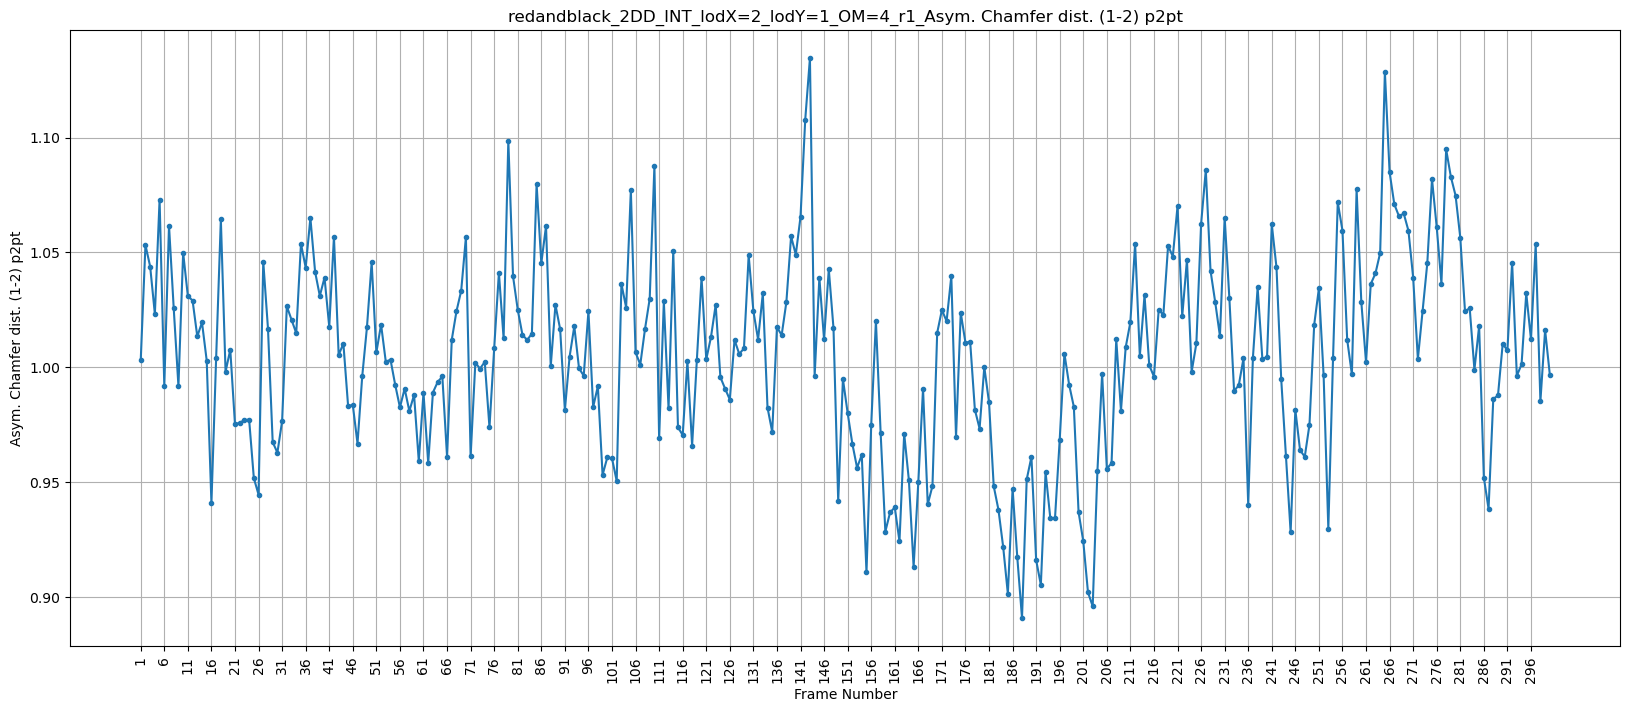 redandblack_2DD_INT_lodX=2_lodY=1_OM=4_r1_Asym. Chamfer dist. (1-2) p2pt
Asym. Chamfer dist. (1-2) p2pt
1.10
1.05
1.00
0.95
0.90
1 6 11 16 21 26 31 36 41 46 51 56 61 66 71 76 81 86 91 96 101 106 111 116 121 126 131 136 141 146 151 156 161 166 171 176 181 186 191 196 201 206 211 216 221 226 231 236 241 246 251 256 261 266 271 276 281 286 291 296
Frame Number